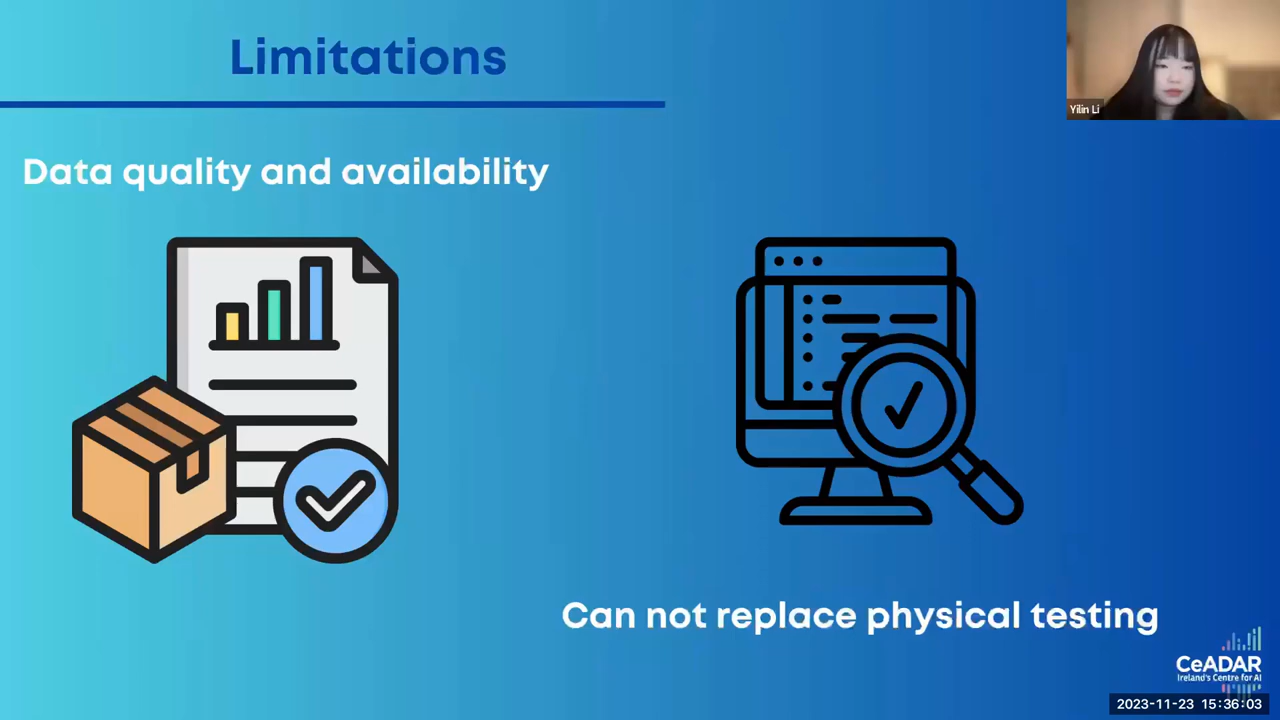 Limitations
Yilin Li
Data quality and availability
Can not replace physical testing
CeADAR
Ireland's Centre for AI
2023-11-23 15:36:03